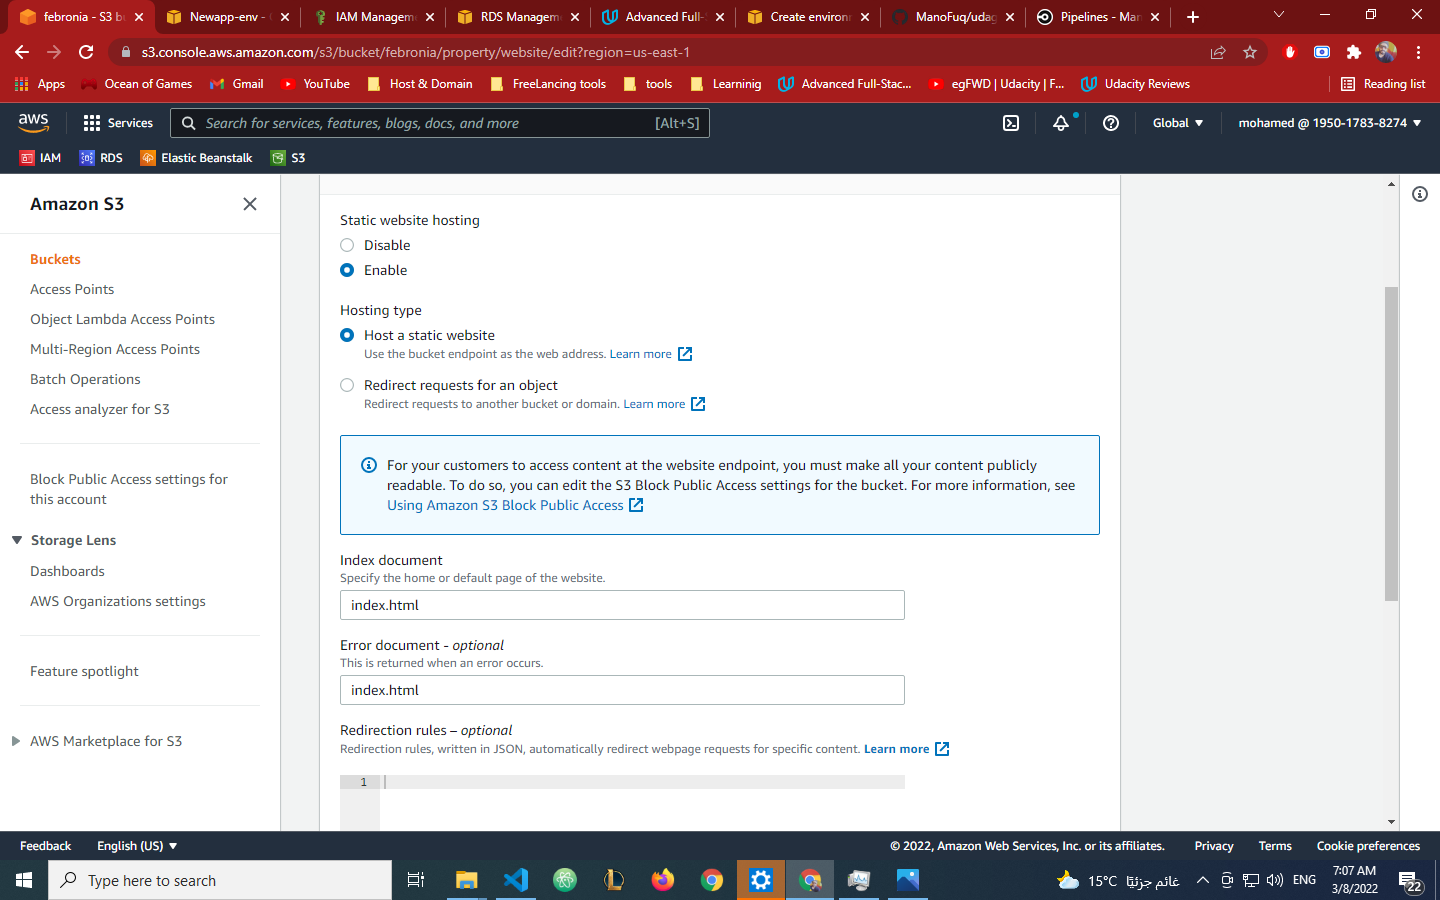 febronia - S3 bu
Newapp-env -
IAM Managem
RDS Managem
Advanced Full-S
Create environm
ManoFuq/udag
Pipelines - Man
s3.console.aws.amazon.com/s3/bucket/febronia/property/website/edit?region=us-east-1
Apps
Ocean of Games
Gmail
YouTube
Host & Domain
FreeLancing tools
tools
Learninig
Advanced Full-Stac...
egFWD | Udacity | F...
Udacity Reviews
Reading list
aws
Services
Search for services, features, blogs, docs, and more
[Alt+S]
Global
mohamed @ 1950-1783-8274
IAM
RDS
Elastic Beanstalk
S3
Amazon S3
Buckets
Access Points
Object Lambda Access Points
Multi-Region Access Points
Batch Operations
Access analyzer for S3
Block Public Access settings for
this account
Storage Lens
Dashboards
AWS Organizations settings
Feature spotlight
AWS Marketplace for S3
Static website hosting
Disable
Enable
Hosting type
Host a static website
Use the bucket endpoint as the web address. Learn more
Redirect requests for an object
Redirect requests to another bucket or domain. Learn more
For your customers to access content at the website endpoint, you must make all your content publicly
readable. To do so, you can edit the S3 Block Public Access settings for the bucket. For more information, see
Using Amazon S3 Block Public Access
Index document
Specify the home or default page of the website.
index.html
Error document - optional
This is returned when an error occurs.
index.html
Redirection rules – optional
Redirection rules, written in JSON, automatically redirect webpage requests for specific content. Learn more
1
Feedback
English (US)
© 2022, Amazon Web Services, Inc. or its affiliates.
Privacy
Terms
Cookie preferences
Type here to search
15°C
غائم جزئيًا
ENG
7:07 AM
3/8/2022
22